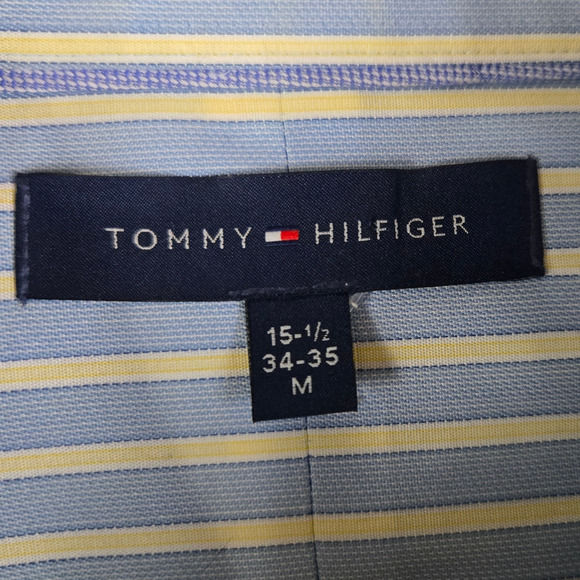 TOMMY HILFIGER
15-1/2
34-35
M